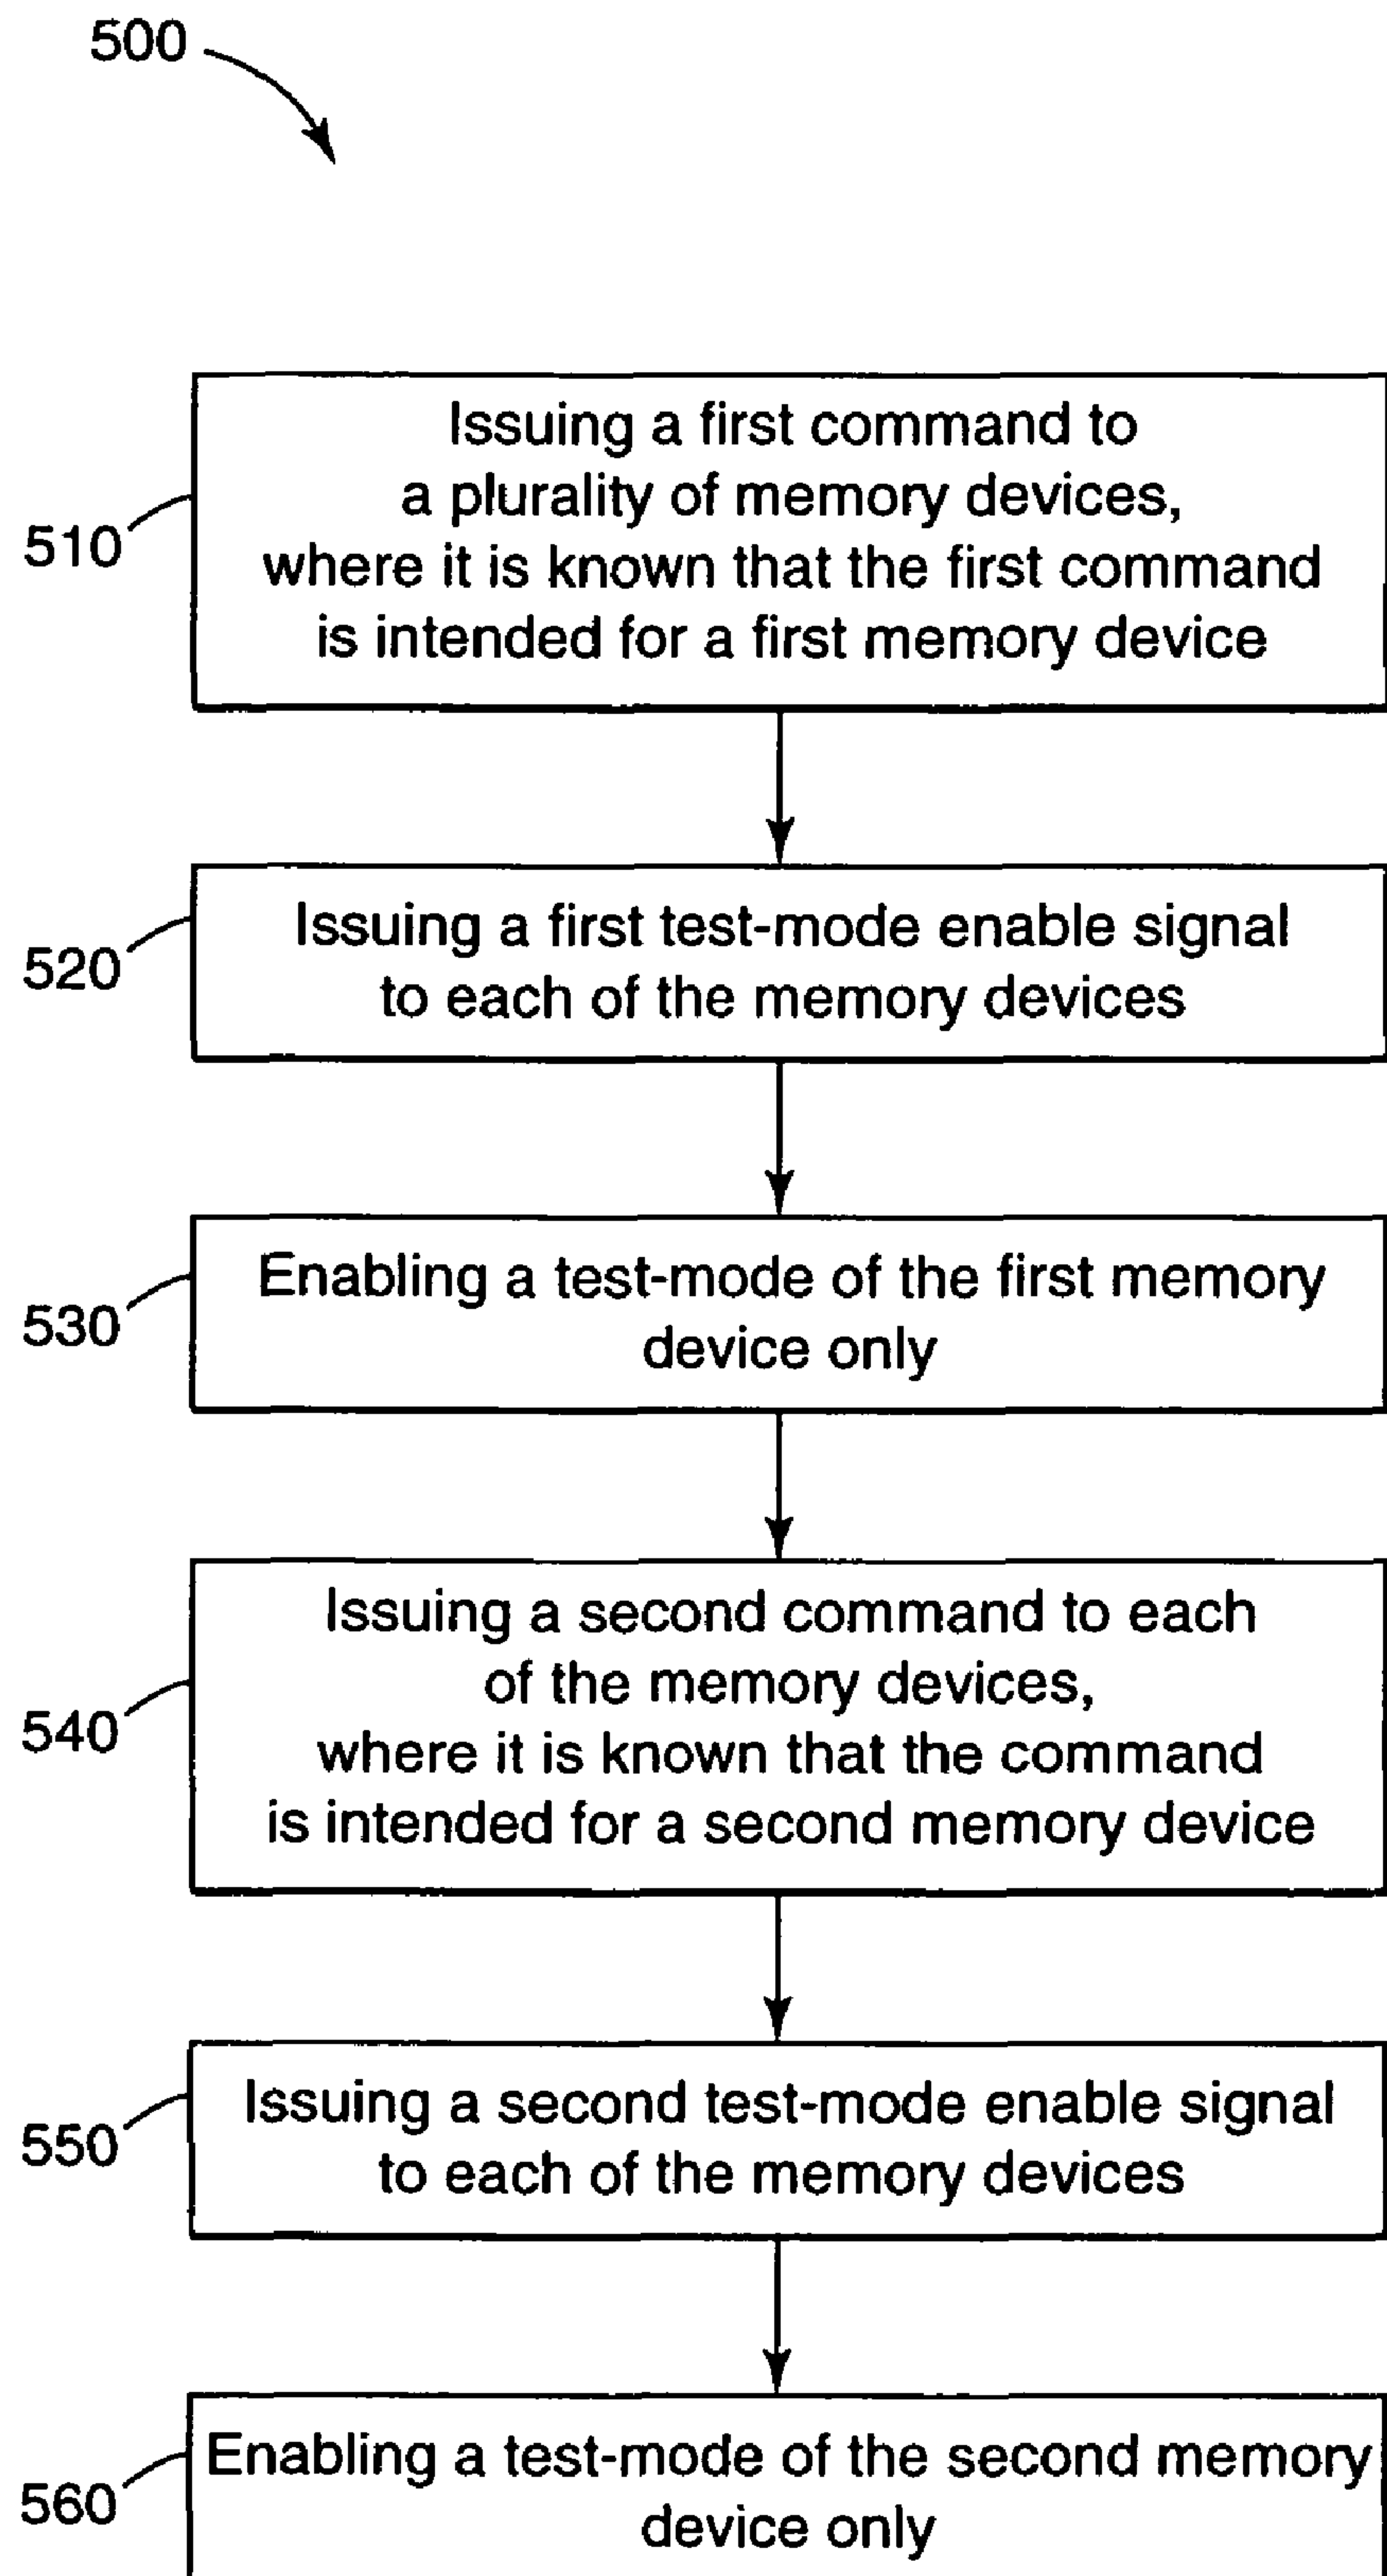 500
510
Issuing a first command to
a plurality of memory devices,
where it is known that the first command
is intended for a first memory device
520
Issuing a first test-mode enable signal
to each of the memory devices
530
Enabling a test-mode of the first memory
device only
540
Issuing a second command to each
of the memory devices,
where it is known that the command
is intended for a second memory device
550
Issuing a second test-mode enable signal
to each of the memory devices
560
Enabling a test-mode of the second memory
device only